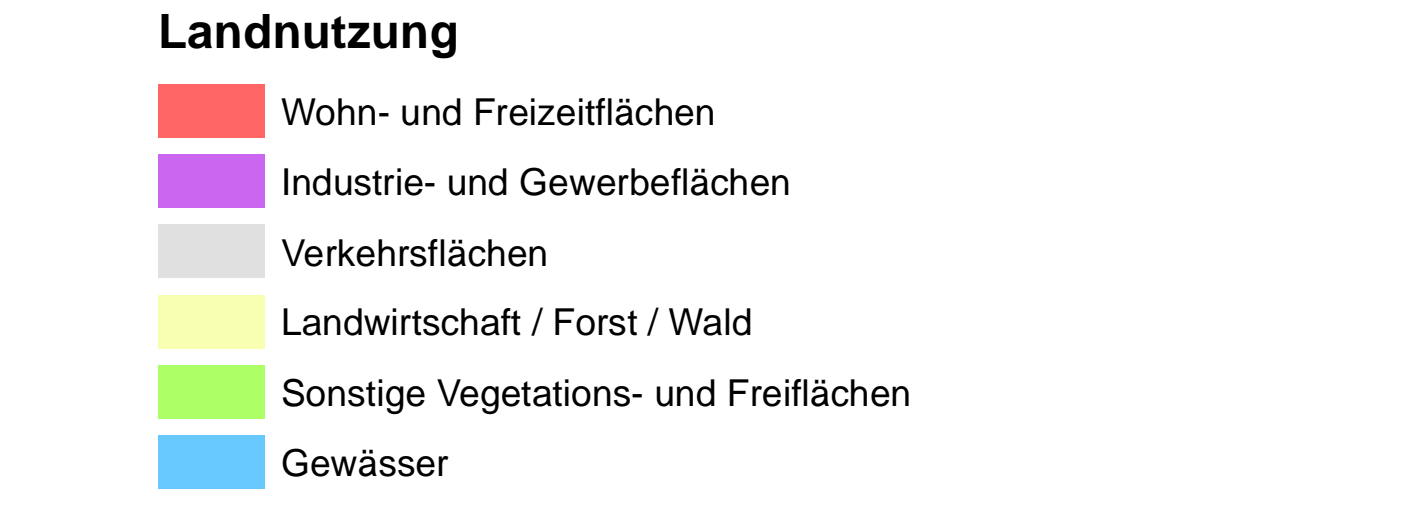 Landnutzung
Wohn- und Freizeitflächen
Industrie- und Gewerbeflächen
Verkehrsflächen
Landwirtschaft / Forst / Wald
Sonstige Vegetations- und Freiflächen
Gewässer